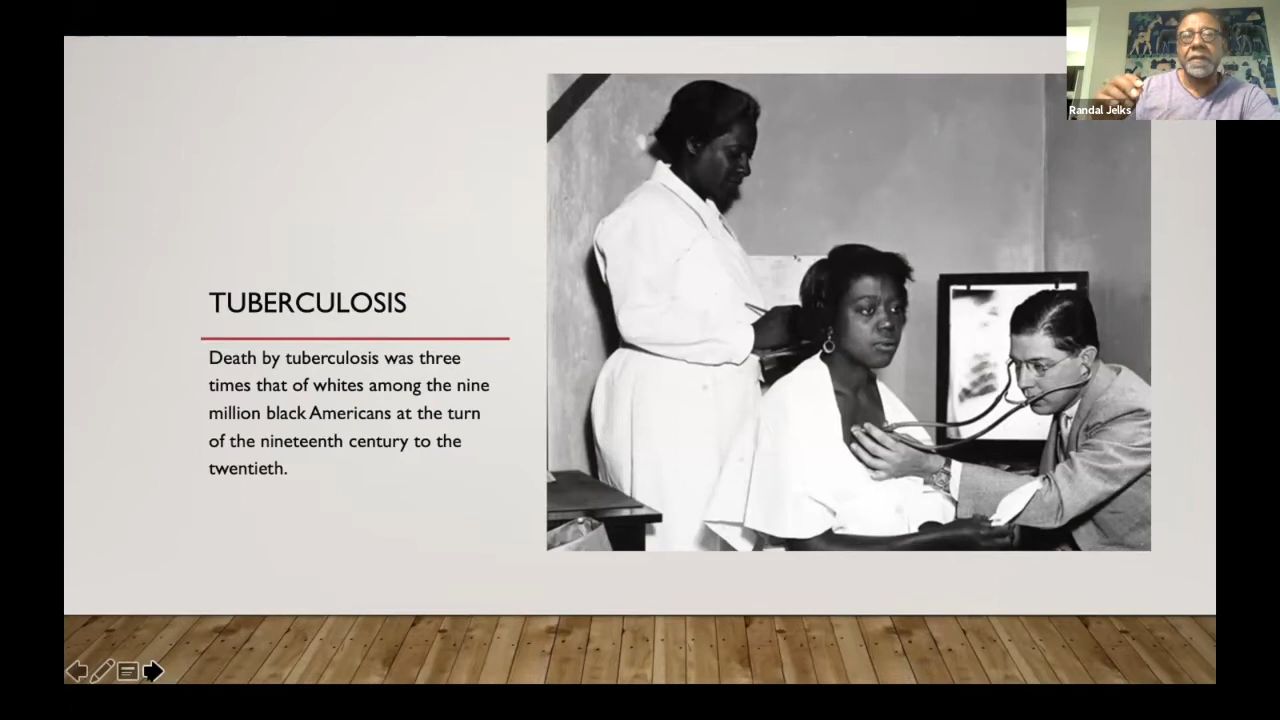 Randal Jelks
TUBERCULOSIS
Death by tuberculosis was three
times that of whites among the nine
million black Americans at the turn
of the nineteenth century to the
twentieth.